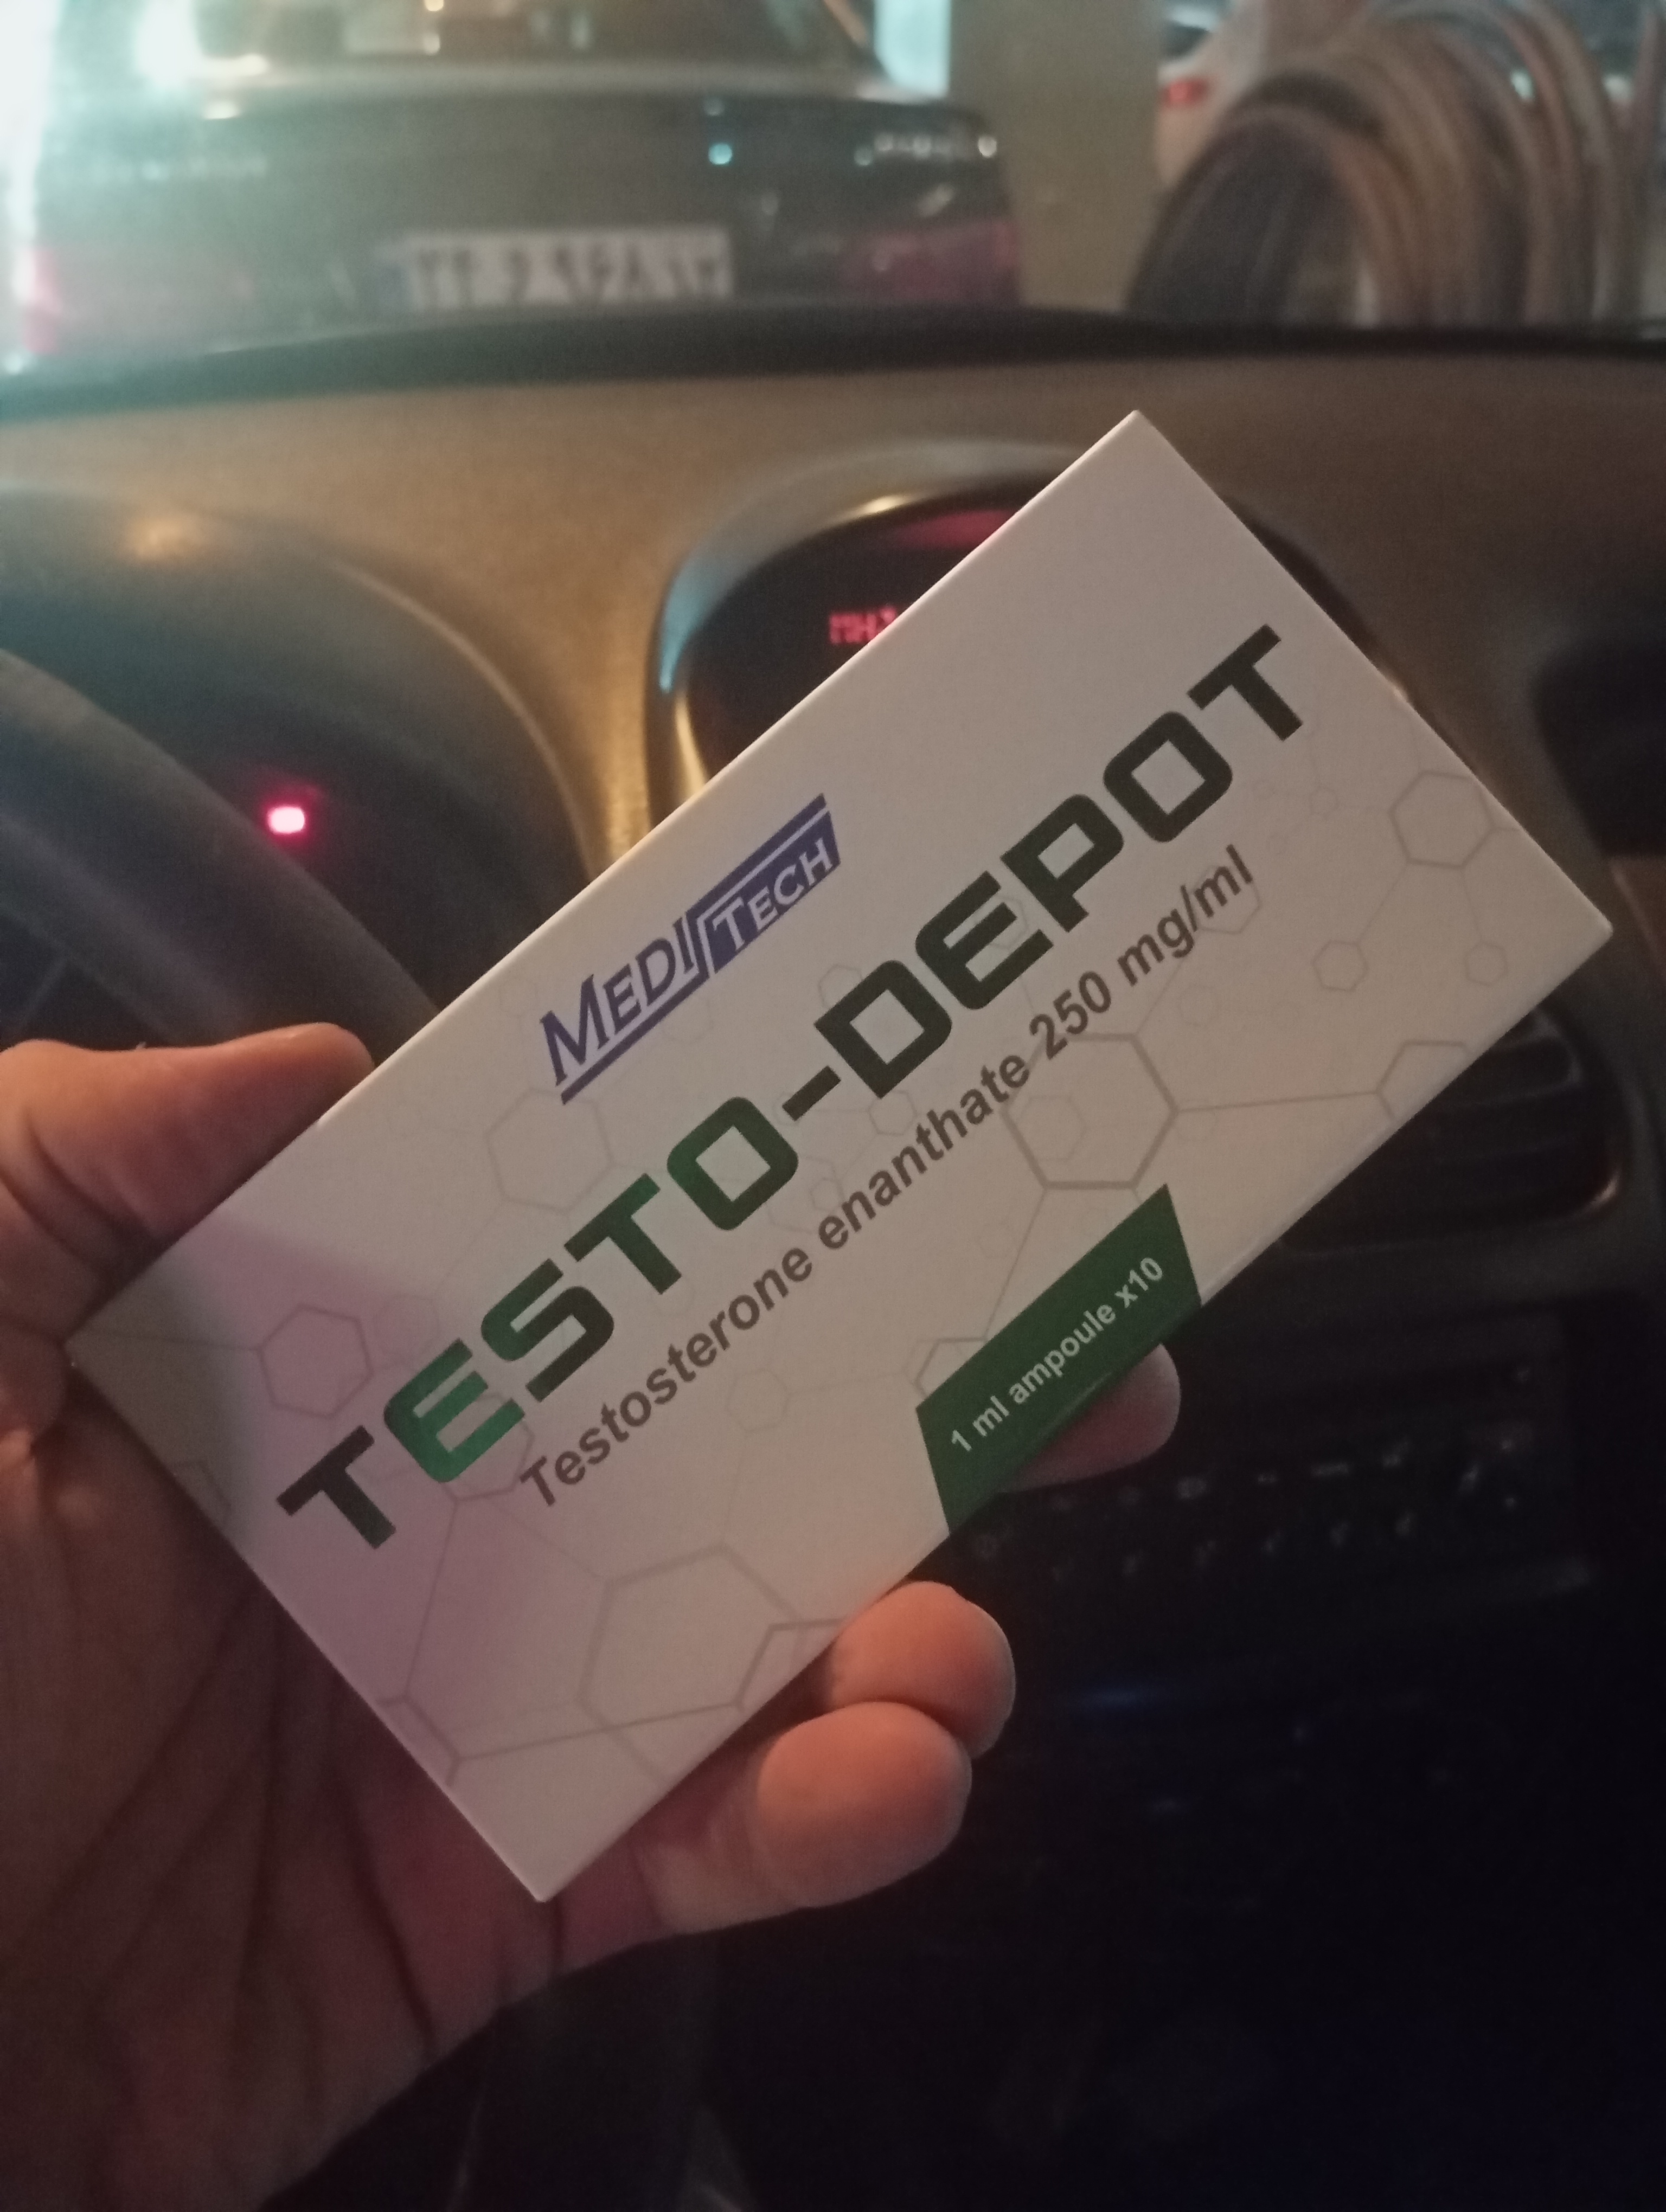 MEDITECH
TESTO-DEPOT
Testosterone enanthate 250 mg/ml
1 ml ampoule x10